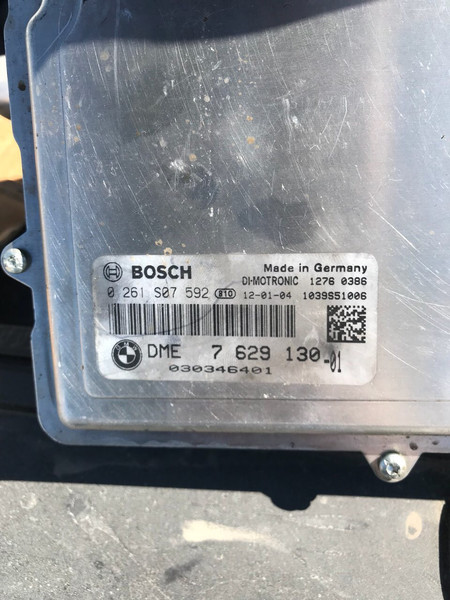 BOSCH Made in Germany
DI-MOTRONIC 1276 0386
0 261 S07 592 810 12-01-04 1039S51006
DME 7 629 130-01
030346401